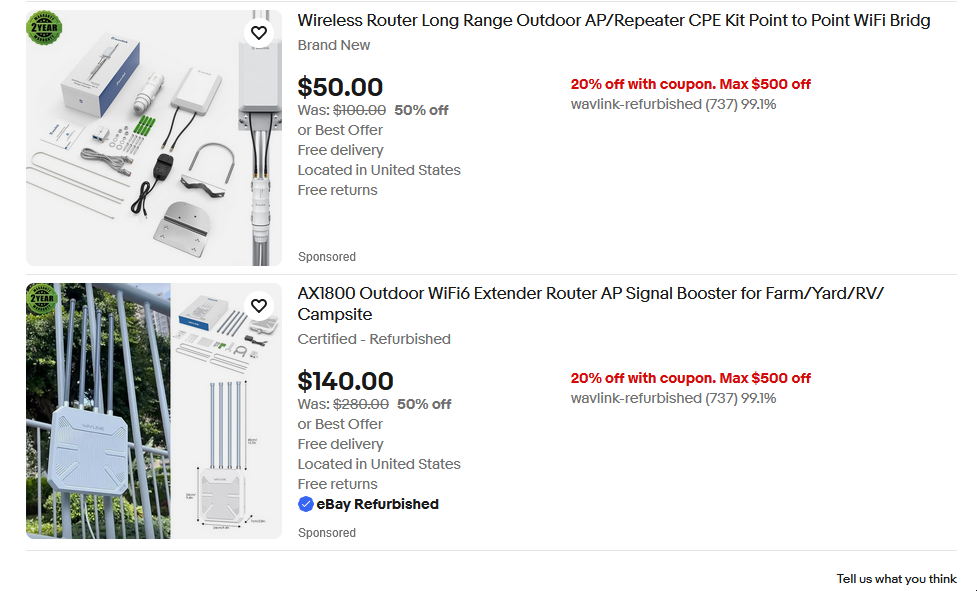 2 YEAR
Wireless Router Long Range Outdoor AP/Repeater CPE Kit Point to Point WiFi Bridg
Brand New
$50.00
20% off with coupon. Max $500 off
Was: $100.00 50% off
wavlink-refurbished (737) 99.1%
or Best Offer
Free delivery
Located in United States
Free returns
Sponsored
2 YEAR
AX1800 Outdoor WiFi6 Extender Router AP Signal Booster for Farm/Yard/RV/
Campsite
Certified - Refurbished
$140.00
20% off with coupon. Max $500 off
Was: $280.00 50% off
wavlink-refurbished (737) 99.1%
or Best Offer
Free delivery
Located in United States
Free returns
eBay Refurbished
Sponsored
Tell us what you think